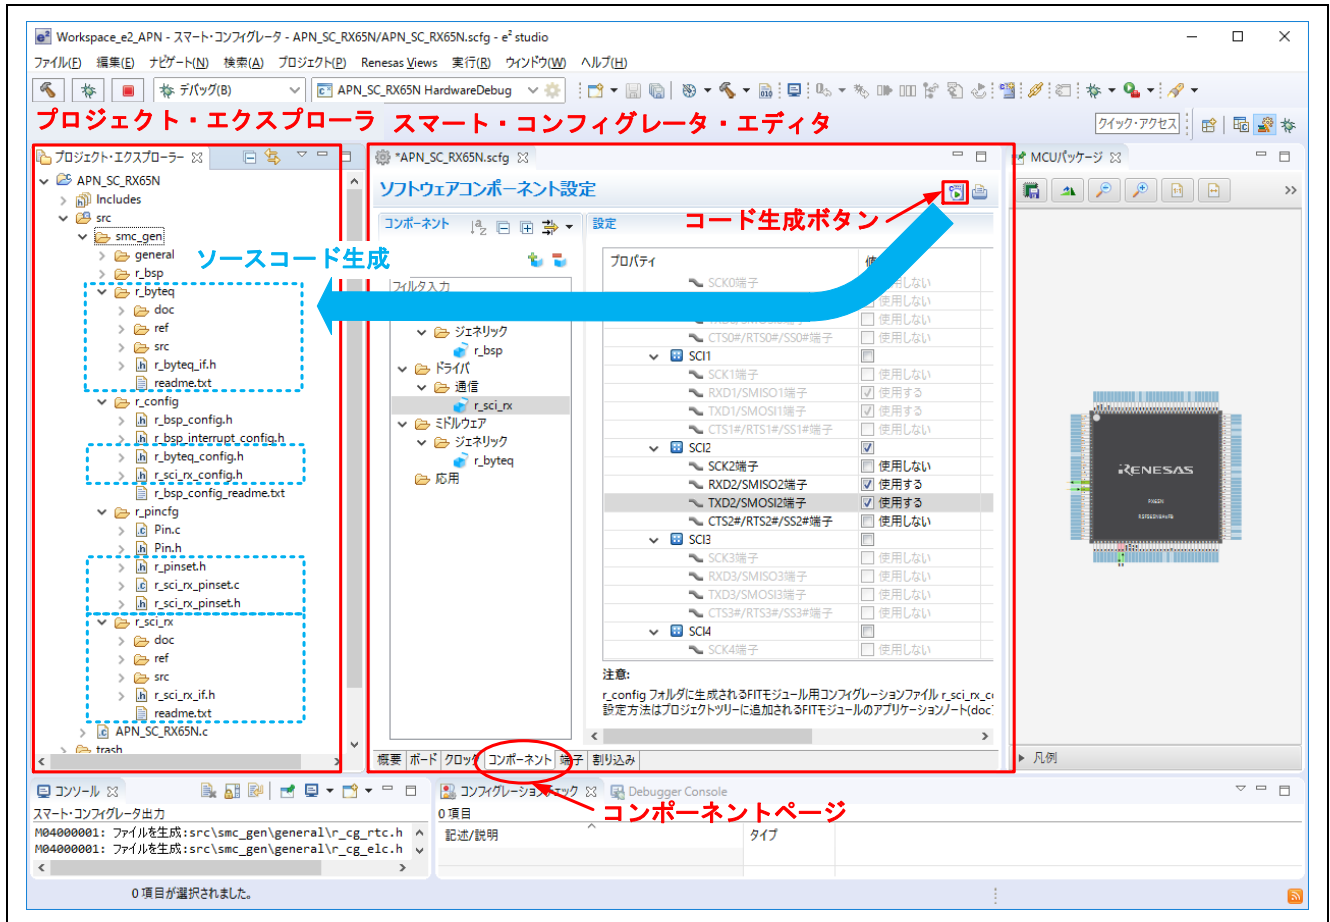 Workspace_e2_APN - スマート・コンフィグレータ - APN_SC_RX65N/APN_SC_RX65N.scfg - e² studio
ファイル(F) 編集(E) ナビゲート(N) 検索(A) プロジェクト(P) Renesas Views 実行(R) ウィンドウ(W) ヘルプ(H)
デバッグ(B)
APN_SC_RX65N HardwareDebug
プロジェクト・エクスプローラ
スマート・コンフィグレータ・エディタ
クイック・アクセス
プロジェクト・エクスプローラー
APN_SC_RX65N
Includes
src
smc_gen
general
r_bsp
r_byteq
doc
ref
src
r_byteq_if.h
readme.txt
r_config
r_bsp_config.h
r_bsp_interrupt_config.h
r_byteq_config.h
r_sci_rx_config.h
r_bsp_config_readme.txt
r_pincfg
Pin.c
Pin.h
r_pinset.h
r_sci_rx_pinset.c
r_sci_rx_pinset.h
r_sci_rx
doc
ref
src
r_sci_rx_if.h
readme.txt
APN_SC_RX65N.c
trash
ソースコード生成
*APN_SC_RX65N.scfg
ソフトウェアコンポーネント設定
コード生成ボタン
コンポーネント
設定
フィルタ入力
ジェネリック
r_bsp
ドライバ
通信
r_sci_rx
ミドルウェア
ジェネリック
r_byteq
応用
プロパティ
SCK0端子 使用しない
使用しない
使用しない
CTS0#/RTS0#/SS0#端子 使用しない
SCI1
SCK1端子 使用しない
RXD1/SMISO1端子 使用する
TXD1/SMOSI1端子 使用する
CTS1#/RTS1#/SS1#端子 使用しない
SCI2
SCK2端子 使用しない
RXD2/SMISO2端子 使用する
TXD2/SMOSI2端子 使用する
CTS2#/RTS2#/SS2#端子 使用しない
SCI3
SCK3端子 使用しない
RXD3/SMISO3端子 使用しない
TXD3/SMOSI3端子 使用しない
CTS3#/RTS3#/SS3#端子 使用しない
SCI4
SCK4端子 使用しない
注意:
r_config フォルダに生成されるFITモジュール用コンフィグレーションファイル r_sci_rx_c
設定方法はプロジェクトツリーに追加されるFITモジュールのアプリケーションノート(doc
概要 ボード クロック コンポーネント 端子 割り込み
MCUパッケージ
RENESAS
凡例
コンソール
スマート・コンフィグレータ出力
M04000001: ファイルを生成:src\smc_gen\general\r_cg_rtc.h
M04000001: ファイルを生成:src\smc_gen\general\r_cg_elc.h
コンフィグレーションチェック
Debugger Console
0 項目
コンポーネントページ
記述/説明
タイプ
0 項目が選択されました。